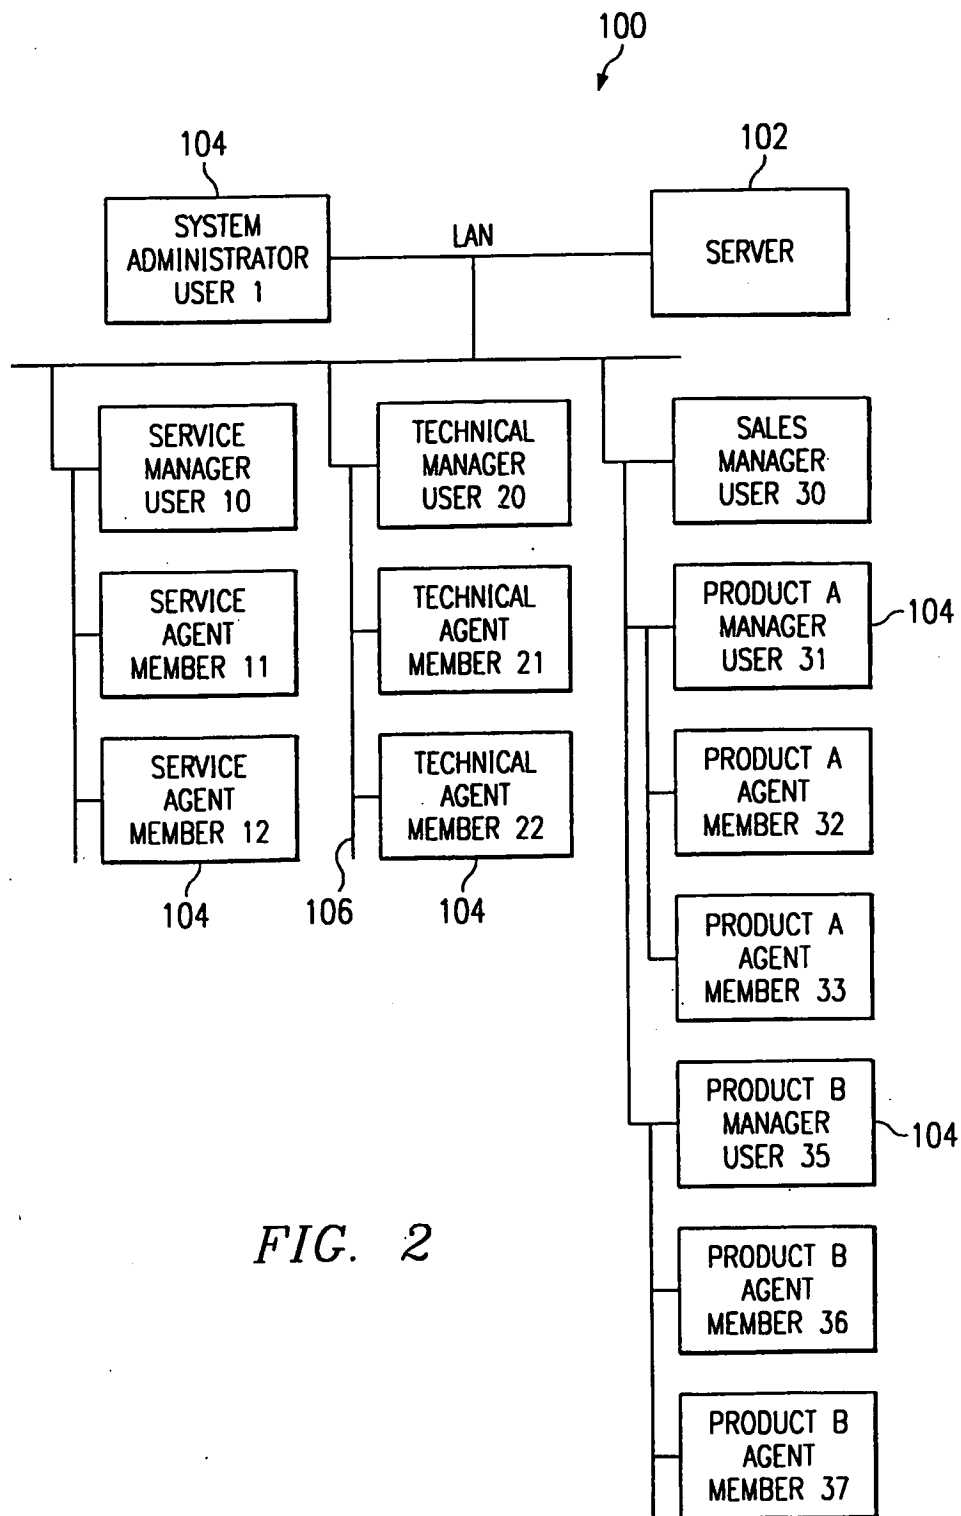 100
104
102
SYSTEM
ADMINISTRATOR
USER 1
LAN
SERVER
SERVICE
MANAGER
USER 10
TECHNICAL
MANAGER
USER 20
SALES
MANAGER
USER 30
SERVICE
AGENT
MEMBER 11
TECHNICAL
AGENT
MEMBER 21
PRODUCT A
MANAGER
USER 31
104
SERVICE
AGENT
MEMBER 12
TECHNICAL
AGENT
MEMBER 22
PRODUCT A
AGENT
MEMBER 32
104
106
104
PRODUCT A
AGENT
MEMBER 33
PRODUCT B
MANAGER
USER 35
104
FIG. 2
PRODUCT B
AGENT
MEMBER 36
PRODUCT B
AGENT
MEMBER 37